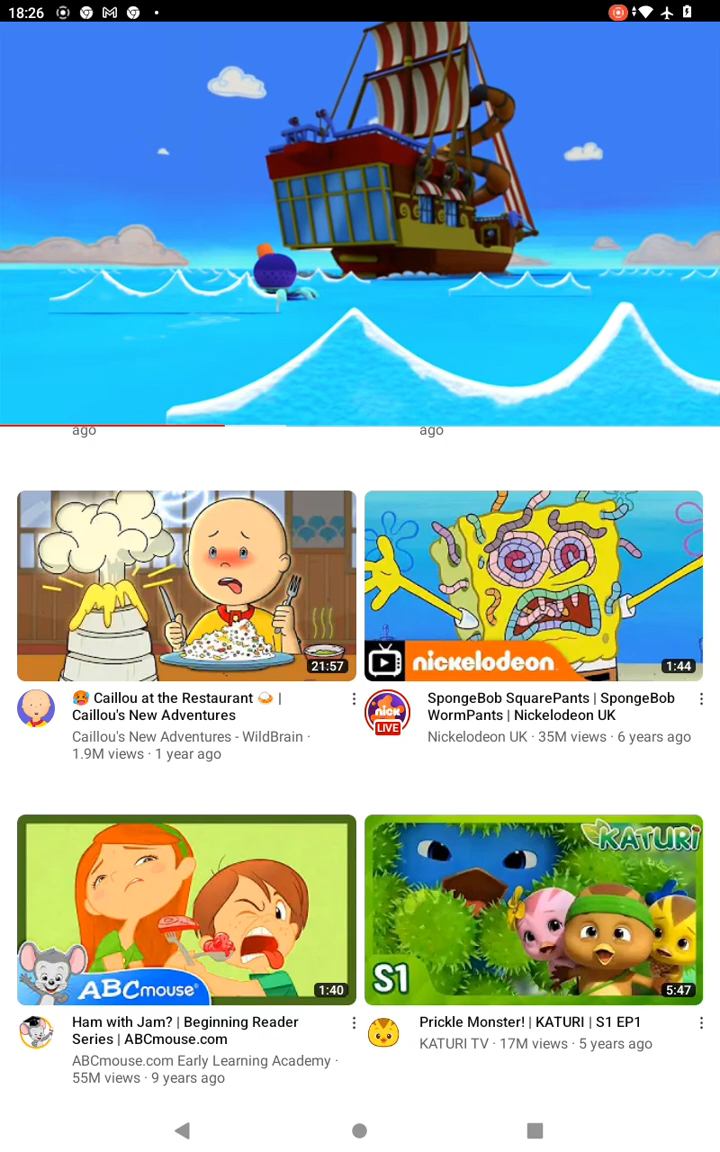 18:26
ago
ago
21:57
nickelodeon
1:44
🥵 Caillou at the Restaurant 🍛 |
Caillou's New Adventures
Caillou's New Adventures - WildBrain ·
1.9M views · 1 year ago
nick
LIVE
SpongeBob SquarePants | SpongeBob
WormPants | Nickelodeon UK
Nickelodeon UK · 35M views · 6 years ago
ABCmouse®
1:40
KATURI
S1
5:47
Ham with Jam? | Beginning Reader
Series | ABCmouse.com
ABCmouse.com Early Learning Academy ·
55M views · 9 years ago
Prickle Monster! | KATURI | S1 EP1
KATURI TV · 17M views · 5 years ago